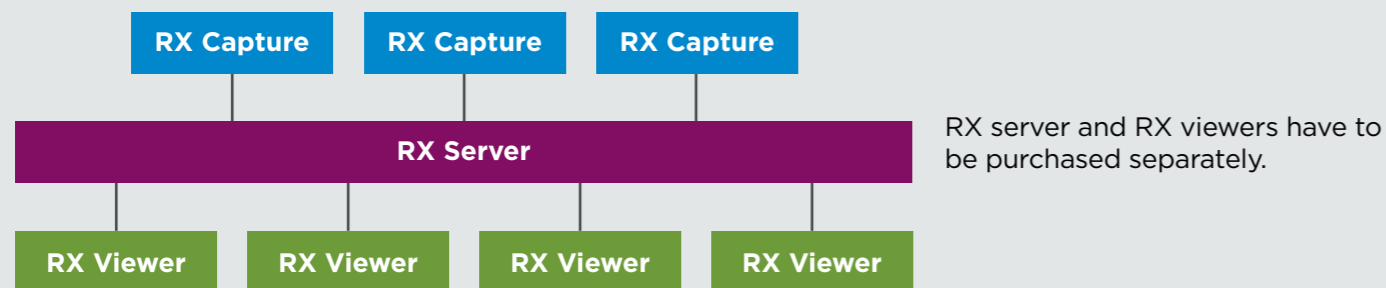 RX Capture RX Capture RX Capture
RX Server
RX server and RX viewers have to
be purchased separately.
RX Viewer RX Viewer RX Viewer RX Viewer